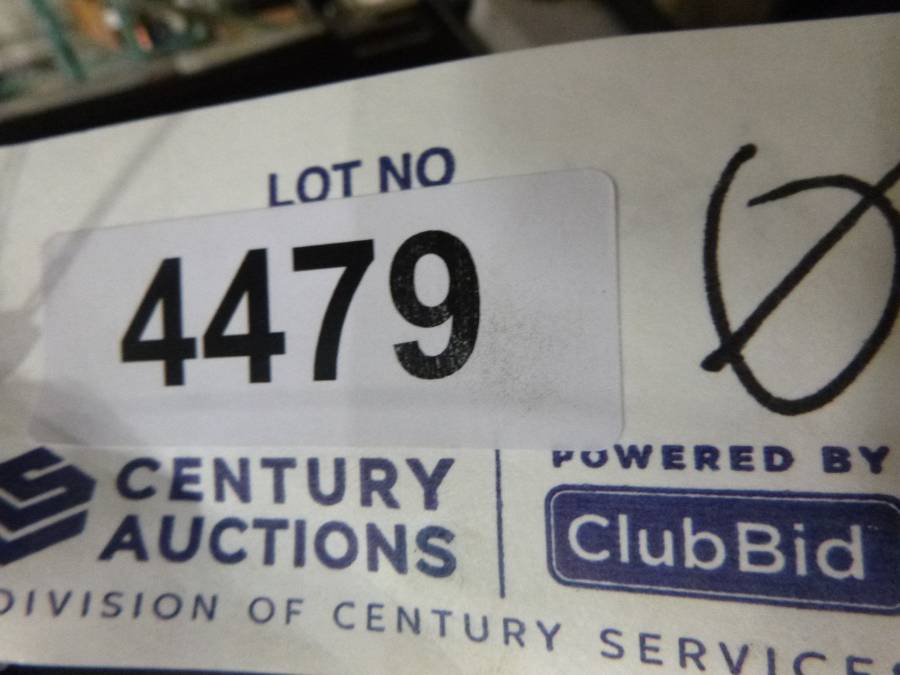 LOT NO
4479
Ø
CENTURY
AUCTIONS
POWERED BY
ClubBid
DIVISION OF CENTURY SERVICES